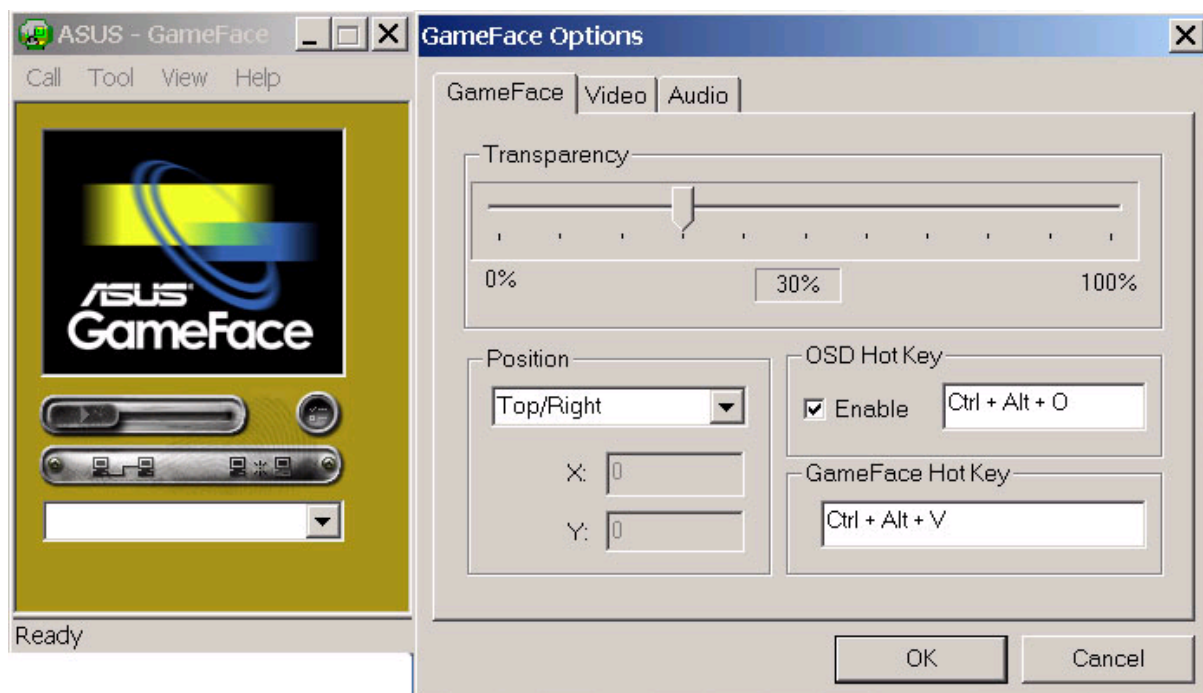 ASUS - GameFace
Call Tool View Help
ASUS
GameFace
Ready
GameFace Options
GameFace Video Audio
Transparency
0% 30% 100%
Position
Top/Right
X: 0
Y: 0
OSD Hot Key
Enable Ctrl + Alt + O
GameFace Hot Key
Ctrl + Alt + V
OK Cancel